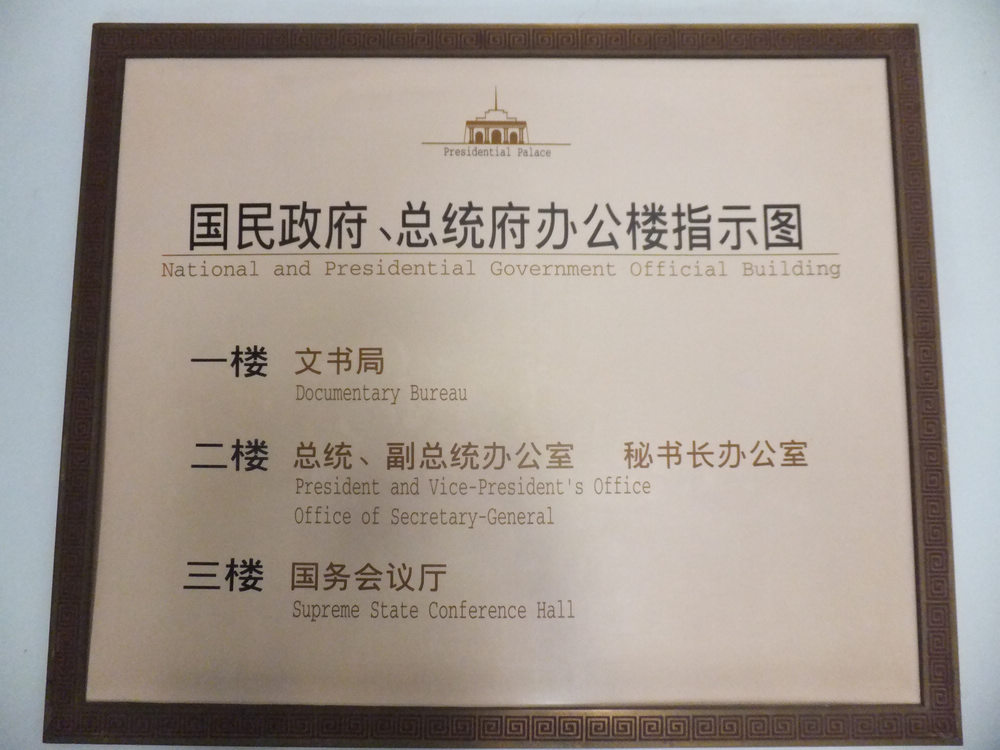 Presidential Palace
国民政府、总统府办公楼指示图
National and Presidential Government Official Building
一楼 文书局
Documentary Bureau
二楼 总统、副总统办公室 秘书长办公室
President and Vice-President's Office
Office of Secretary-General
三楼 国务会议厅
Supreme State Conference Hall